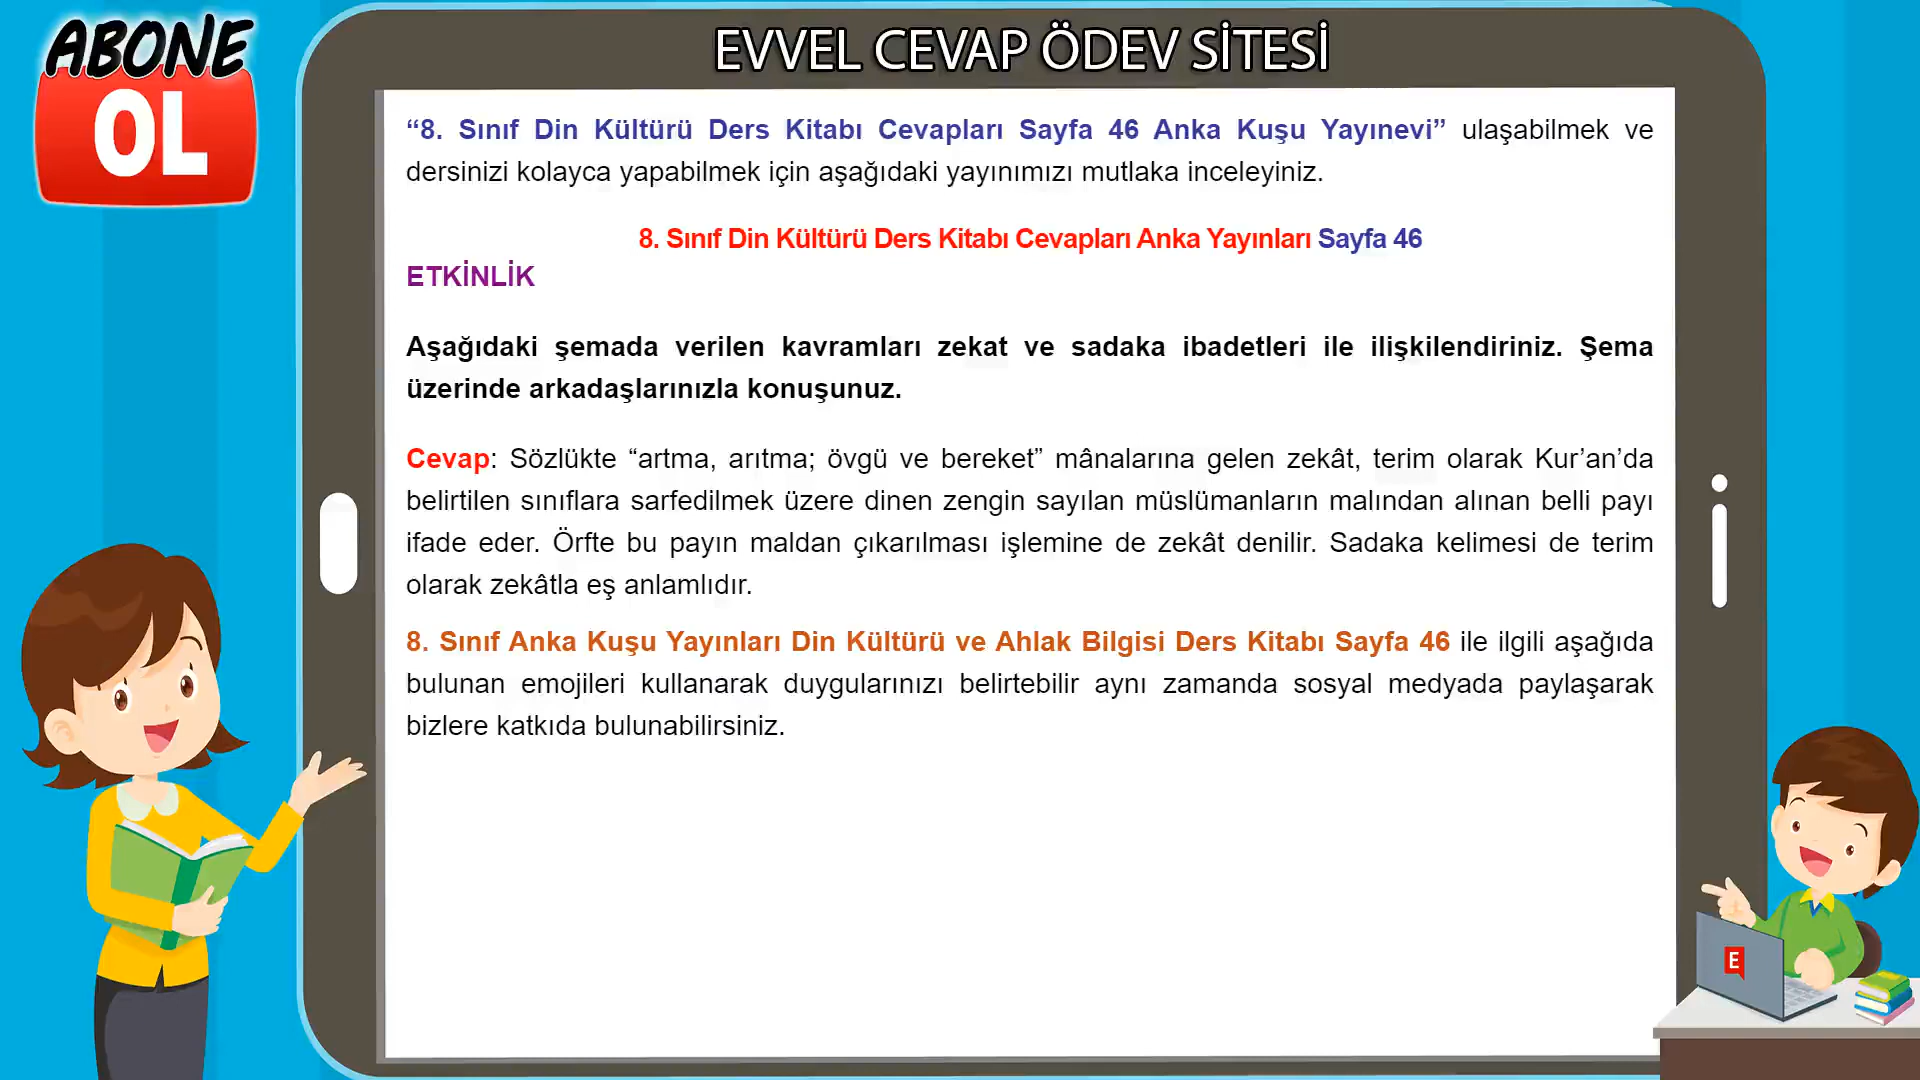 ABONE
OL
EVVEL CEVAP ÖDEV SİTESİ
“8. Sınıf Din Kültürü Ders Kitabı Cevapları Sayfa 46 Anka Kuşu Yayınevi” ulaşabilmek ve
dersinizi kolayca yapabilmek için aşağıdaki yayınımızı mutlaka inceleyiniz.
8. Sınıf Din Kültürü Ders Kitabı Cevapları Anka Yayınları Sayfa 46
ETKİNLİK
Aşağıdaki şemada verilen kavramları zekat ve sadaka ibadetleri ile ilişkilendiriniz. Şema
üzerinde arkadaşlarınızla konuşunuz.
Cevap: Sözlükte “artma, arıtma; övgü ve bereket” mânalarına gelen zekât, terim olarak Kur’an’da
belirtilen sınıflara sarfedilmek üzere dinen zengin sayılan müslümanların malından alınan belli payı
ifade eder. Örfte bu payın maldan çıkarılması işlemine de zekât denilir. Sadaka kelimesi de terim
olarak zekâtla eş anlamlıdır.
8. Sınıf Anka Kuşu Yayınları Din Kültürü ve Ahlak Bilgisi Ders Kitabı Sayfa 46 ile ilgili aşağıda
bulunan emojileri kullanarak duygularınızı belirtebilir aynı zamanda sosyal medyada paylaşarak
bizlere katkıda bulunabilirsiniz.
E